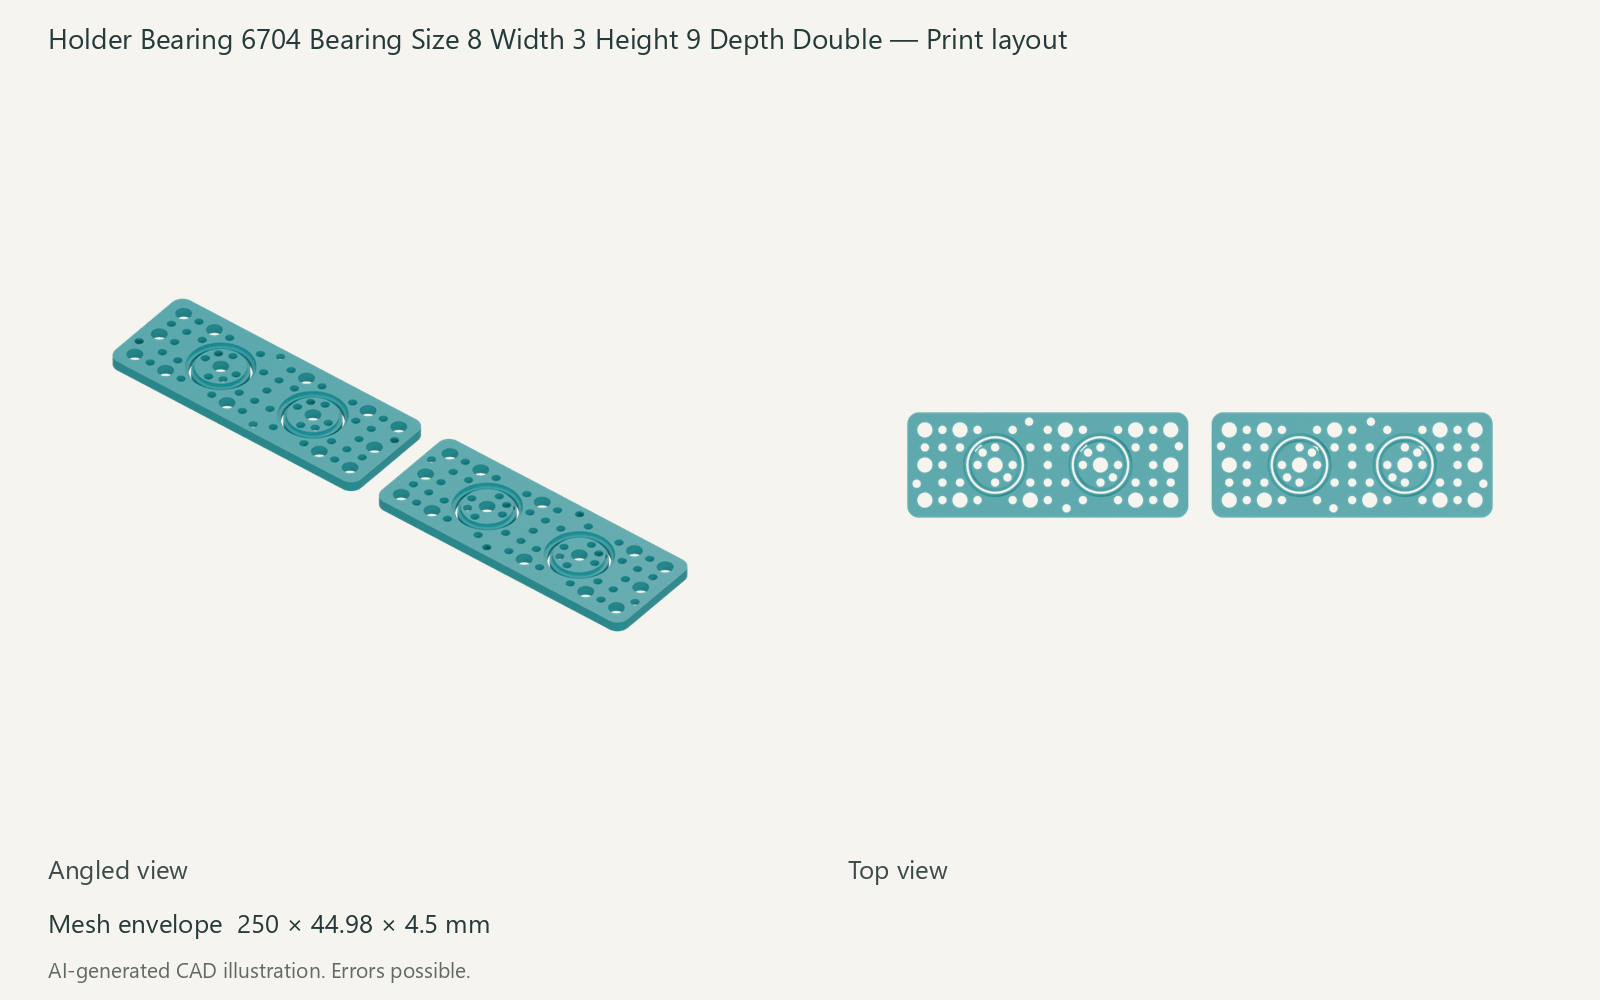 Holder Bearing 6704 Bearing Size 8 Width 3 Height 9 Depth Double — Print layout
Angled view
Top view
Mesh envelope  250 × 44.98 × 4.5 mm
AI-generated CAD illustration. Errors possible.